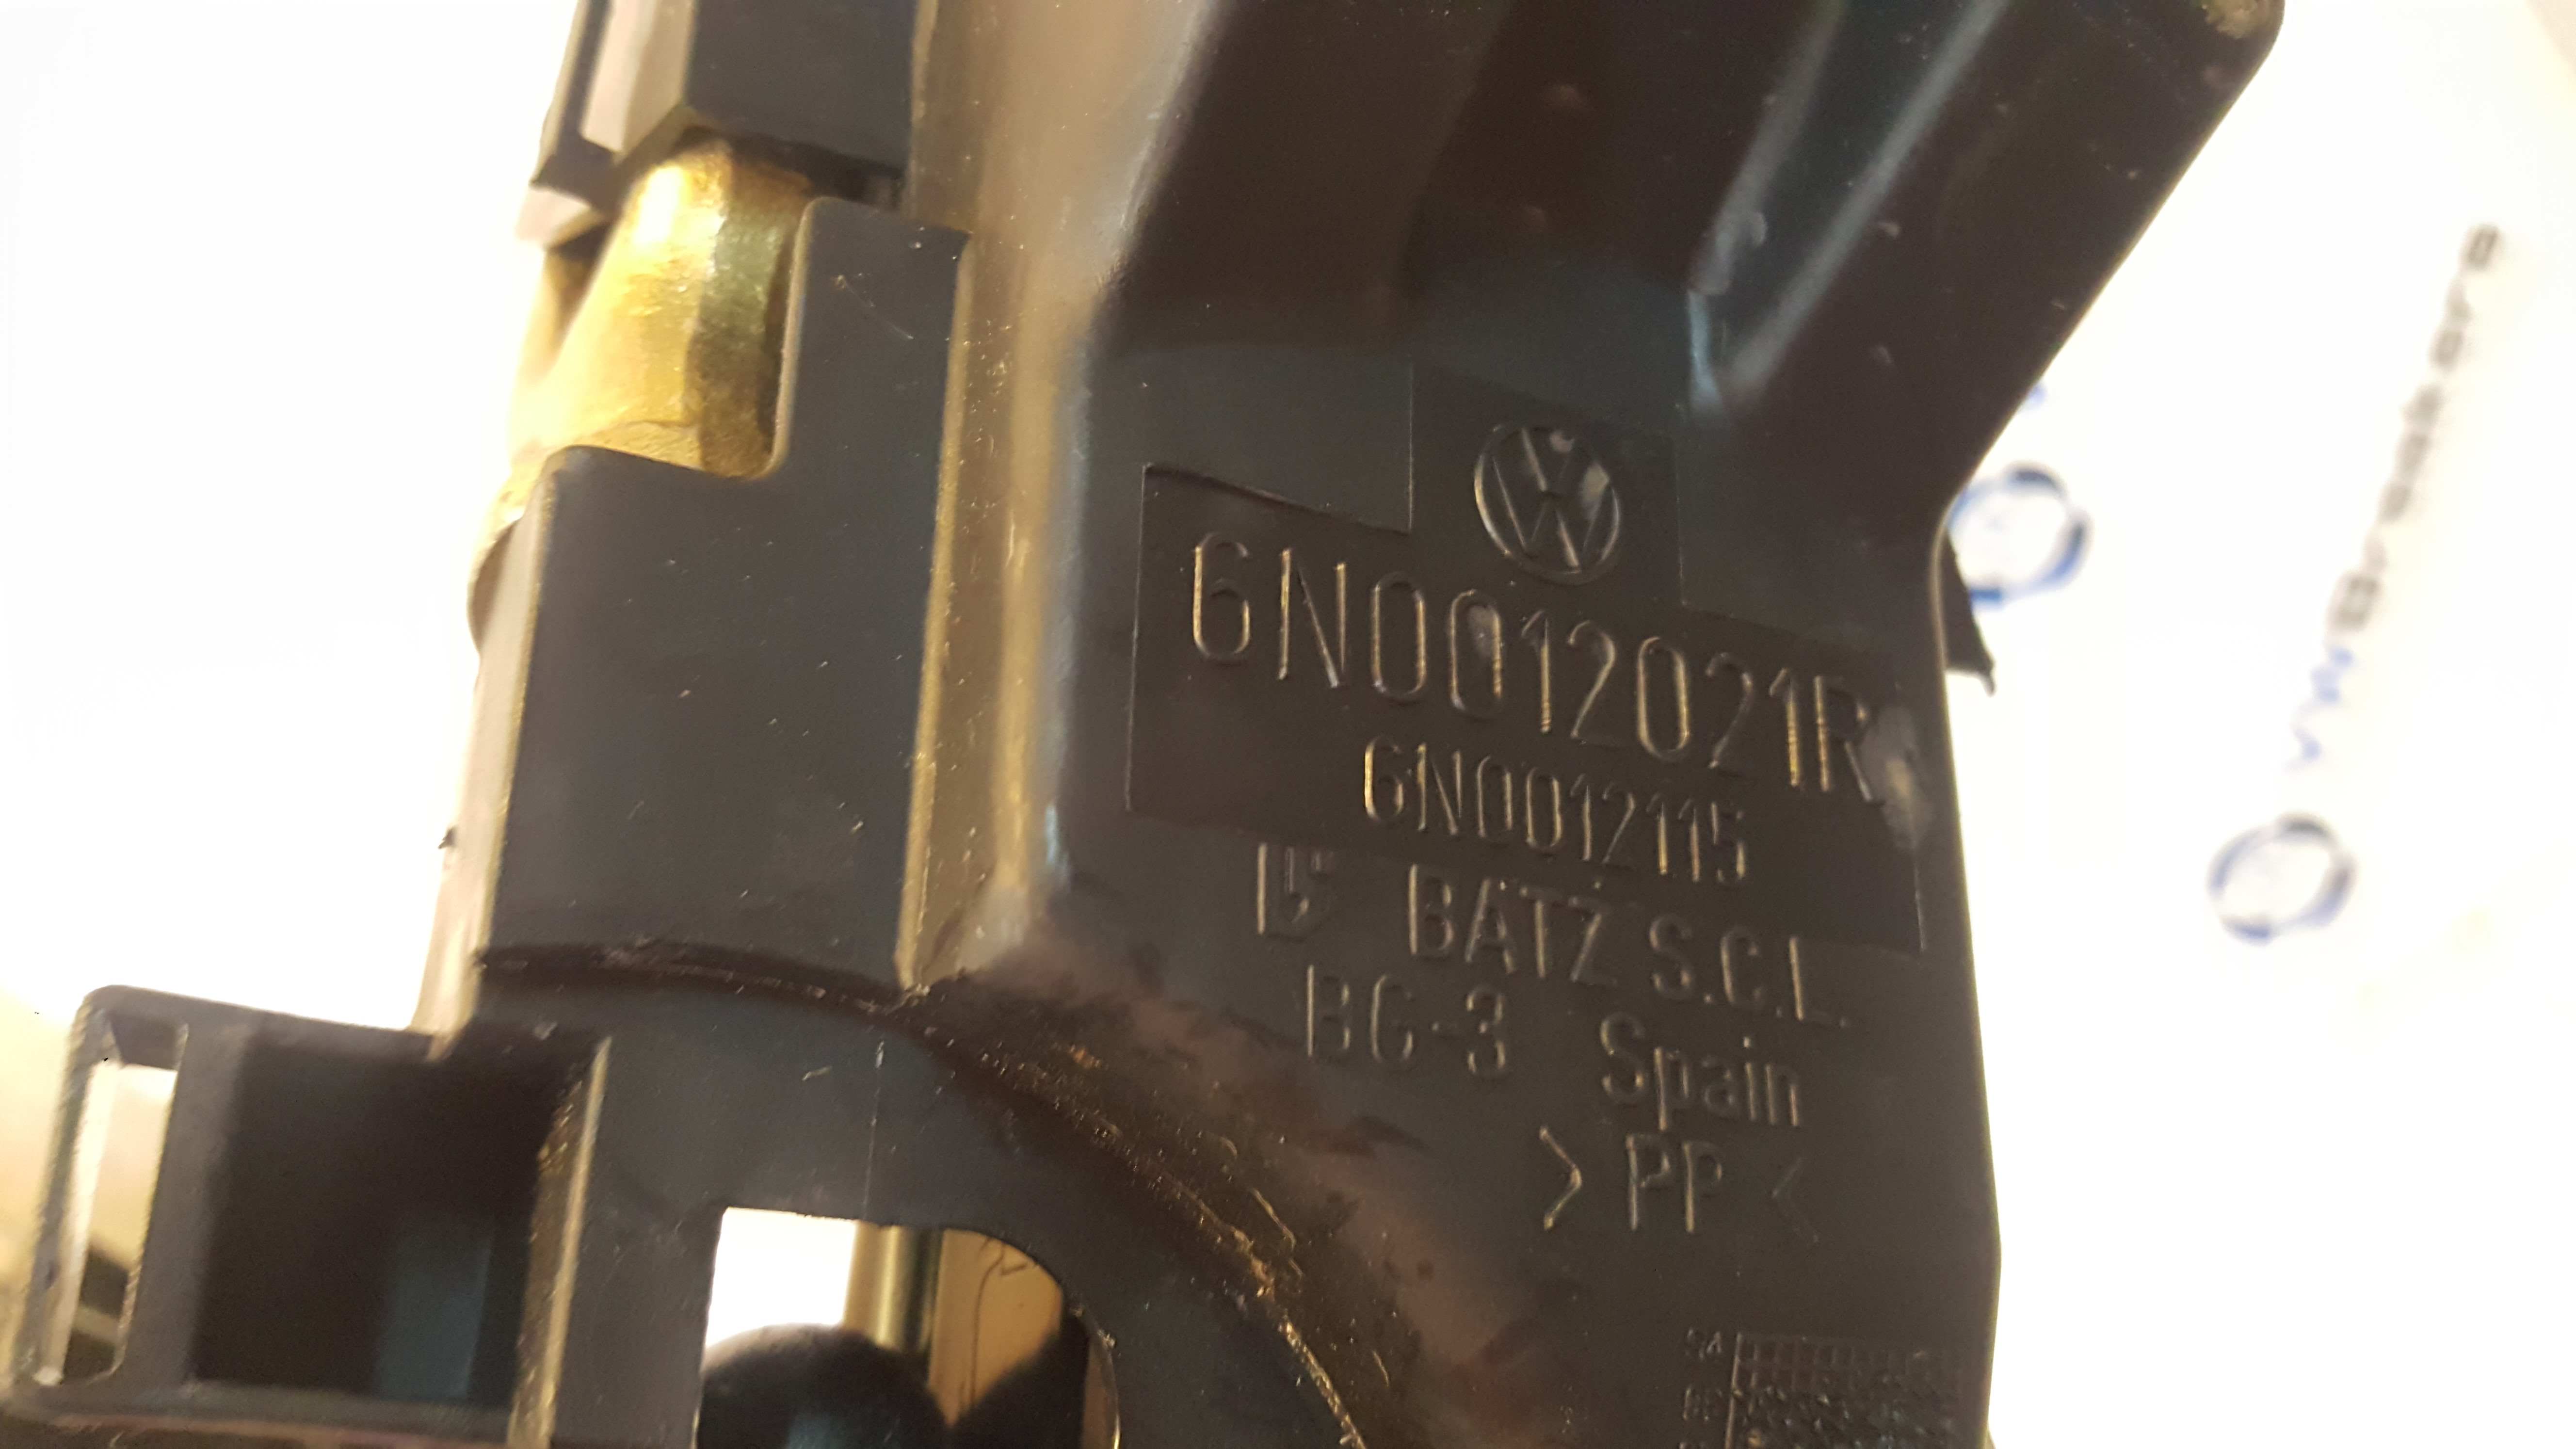 6N0012021R
6N0012115
BATZ S.C.L.
BC-3 Spain
> PP <